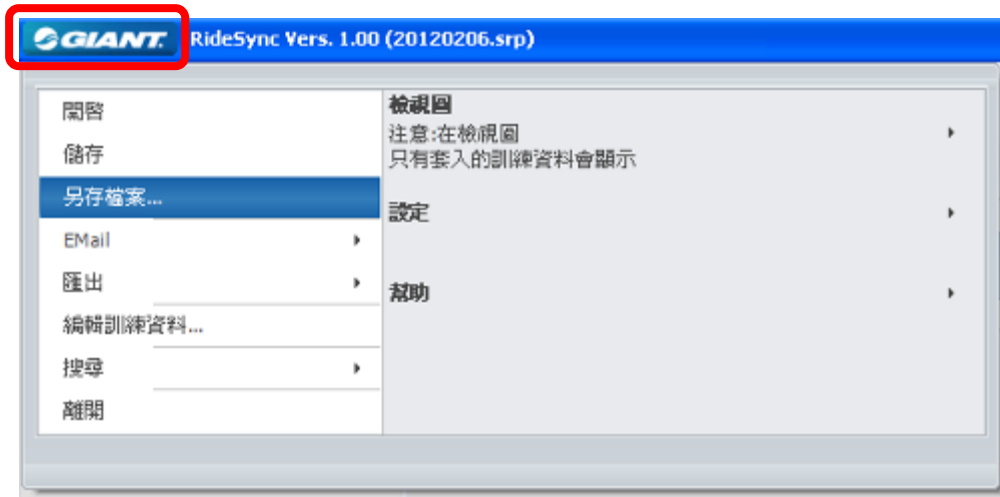 GIANT RideSync Vers. 1.00 (20120206.srp)
開啓
儲存
另存檔案...
EMail
匯出
編輯訓練資料...
搜尋
離開
檢視圖
注意:在檢視圖
只有套入的訓練資料會顯示
設定
幫助